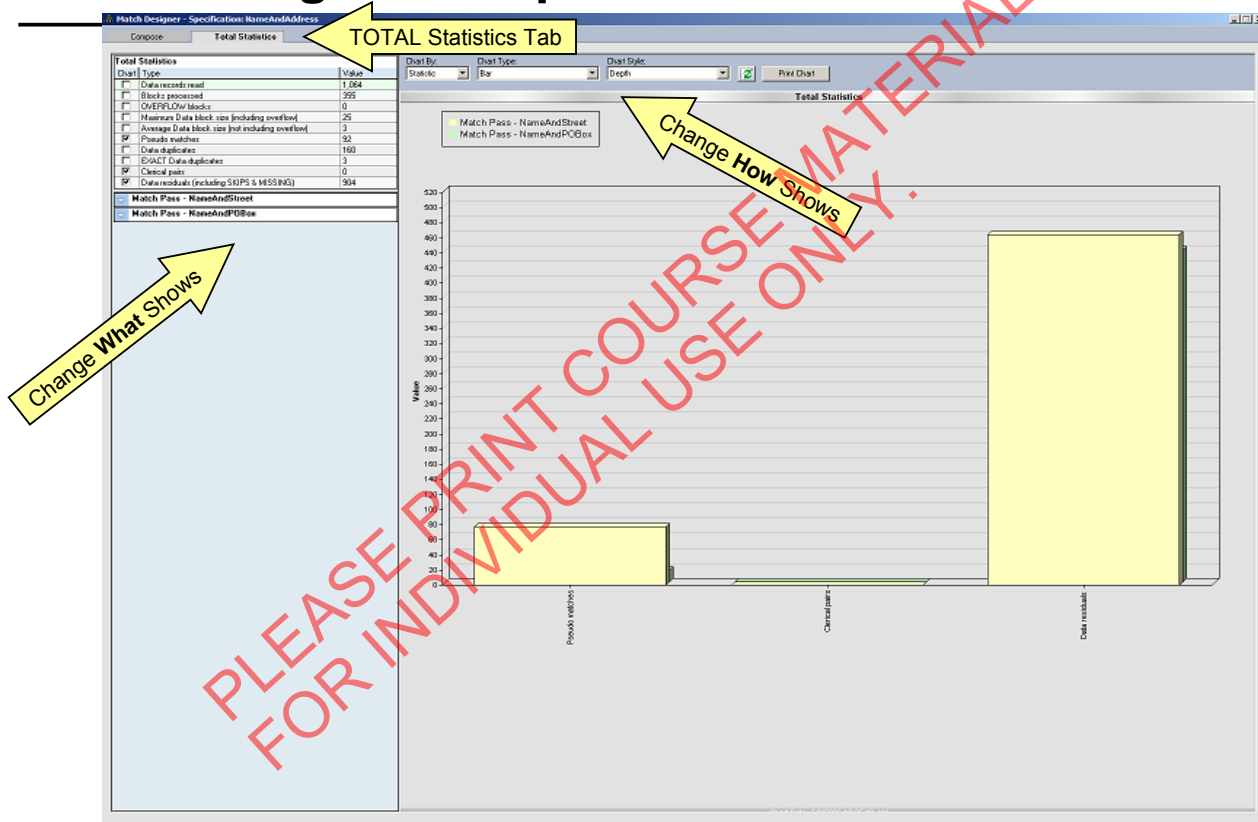 Match Designer - Specification: NameAndAddress
Compose
Total Statistics
TOTAL Statistics Tab
Total Statistics
Chart Type Value
Data records read 1,064
Blocks processed 355
OVERFLOW blocks 0
Maximum Data block size (including overflow) 25
Average Data block size (not including overflow) 3
Pseudo matches 92
Data duplicates 160
EXACT Data duplicates 3
Clerical pairs 0
Data residuals (including SKIPS & MISSING) 904
Match Pass - NameAndStreet
Match Pass - NameAndPOBox
Change What Shows
Chart By: Chart Type: Chart Style:
Statistic Bar Depth Print Chart
Total Statistics
Match Pass - NameAndStreet
Match Pass - NameAndPOBox
Change How Shows
520
500
480
460
440
420
400
380
360
340
320
300
280
260
240
220
200
180
160
140
120
100
80
60
40
20
0
Value
Pseudo matches
Clerical pairs
Data residuals
PLEASE PRINT COURSE MATERIAL
FOR INDIVIDUAL USE ONLY.